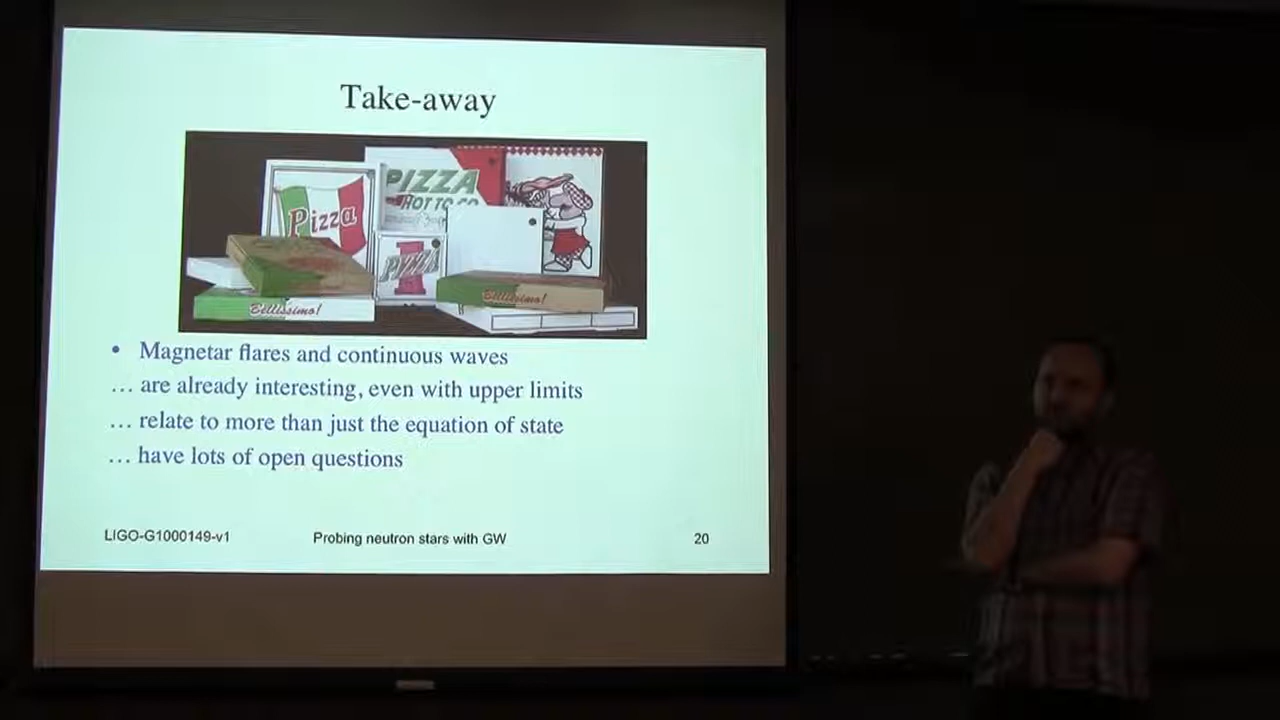 Take-away
Pizza
PIZZA
HOT TO GO
PIZZA
Bellissimo!
Bellissimo!
• Magnetar flares and continuous waves
… are already interesting, even with upper limits
… relate to more than just the equation of state
… have lots of open questions
LIGO-G1000149-v1 Probing neutron stars with GW 20